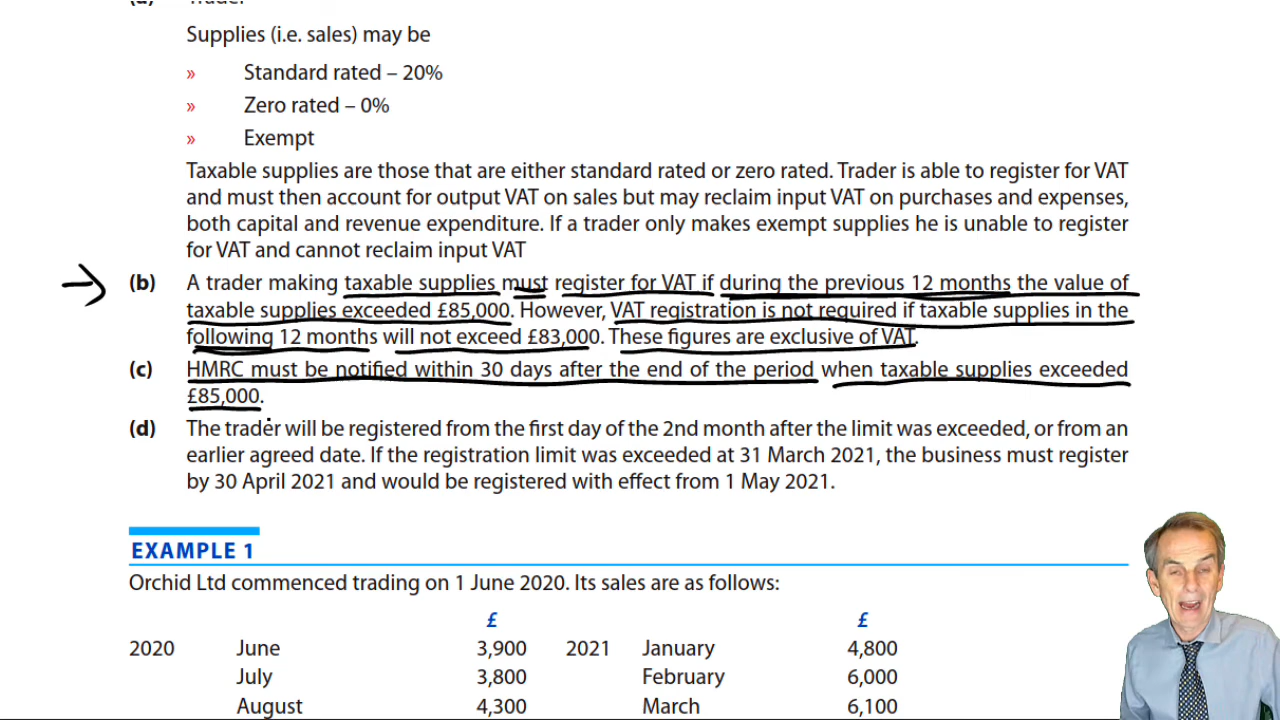 (a) Trader
Supplies (i.e. sales) may be
» Standard rated – 20%
» Zero rated – 0%
» Exempt
Taxable supplies are those that are either standard rated or zero rated. Trader is able to register for VAT
and must then account for output VAT on sales but may reclaim input VAT on purchases and expenses,
both capital and revenue expenditure. If a trader only makes exempt supplies he is unable to register
for VAT and cannot reclaim input VAT
(b) A trader making taxable supplies must register for VAT if during the previous 12 months the value of
taxable supplies exceeded £85,000. However, VAT registration is not required if taxable supplies in the
following 12 months will not exceed £83,000. These figures are exclusive of VAT.
(c) HMRC must be notified within 30 days after the end of the period when taxable supplies exceeded
£85,000.
(d) The trader will be registered from the first day of the 2nd month after the limit was exceeded, or from an
earlier agreed date. If the registration limit was exceeded at 31 March 2021, the business must register
by 30 April 2021 and would be registered with effect from 1 May 2021.
EXAMPLE 1
Orchid Ltd commenced trading on 1 June 2020. Its sales are as follows:
£ £
2020 June 3,900 2021 January 4,800
July 3,800 February 6,000
August 4,300 March 6,100